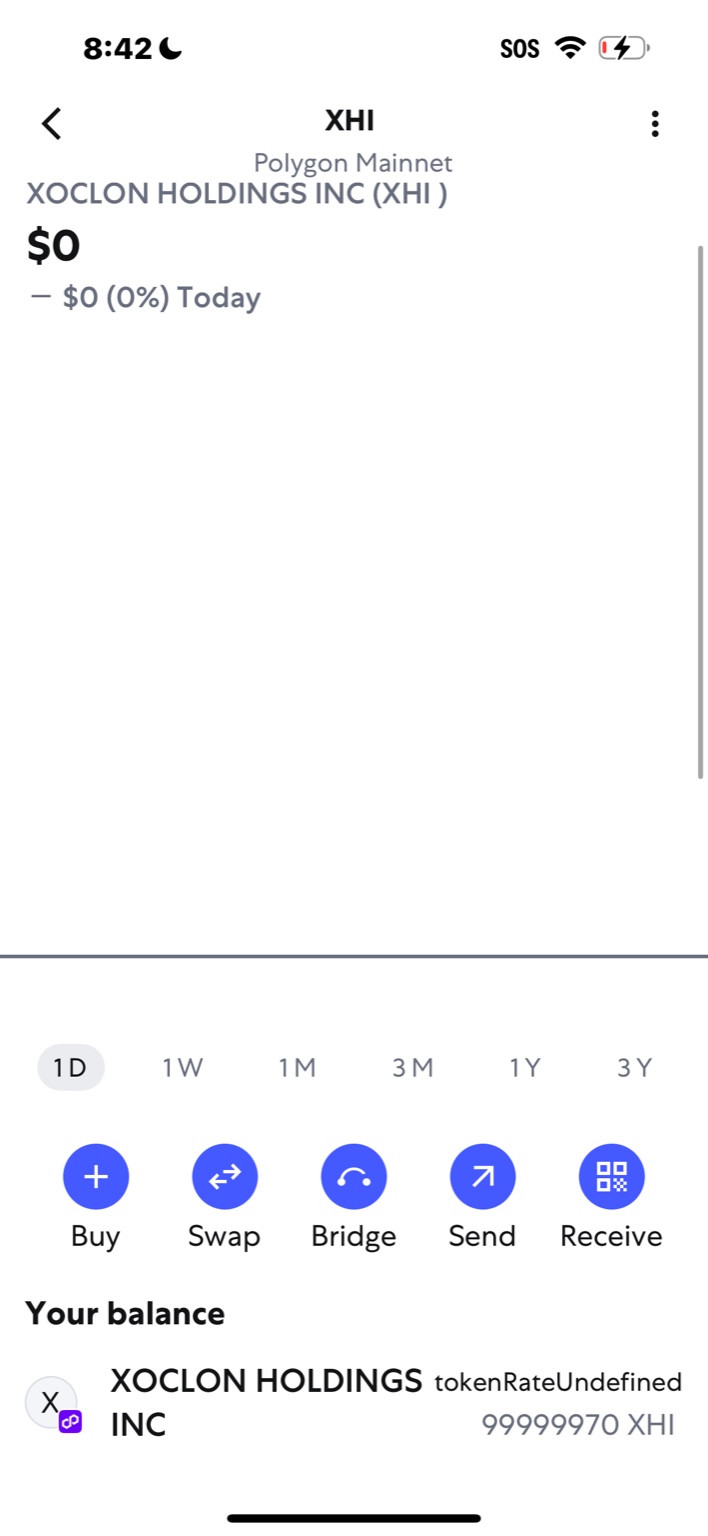 8:42
SOS
XHI
Polygon Mainnet
XOCLON HOLDINGS INC (XHI )
$0
— $0 (0%) Today
1D 1W 1M 3M 1Y 3Y
Buy Swap Bridge Send Receive
Your balance
X
XOCLON HOLDINGS INC
tokenRateUndefined
99999970 XHI